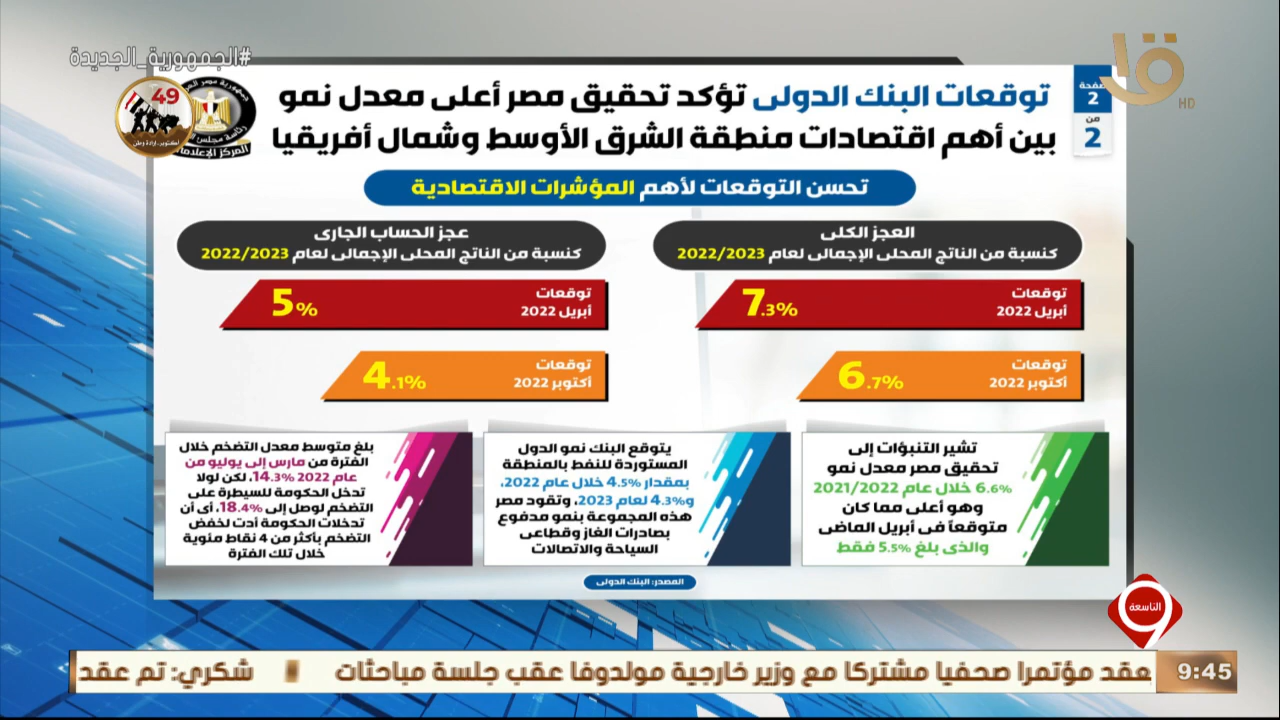 #الجمهورية_الجديدة
HD
49
أكتوبر.. إرادة وطن
صفحة
2
من
2
توقعات البنك الدولى تؤكد تحقيق مصر أعلى معدل نمو
بين أهم اقتصادات منطقة الشرق الأوسط وشمال أفريقيا
تحسن التوقعات لأهم المؤشرات الاقتصادية
العجز الكلى
كنسبة من الناتج المحلى الإجمالى لعام 2022/2023
توقعات
أبريل 2022
7.3%
توقعات
أكتوبر 2022
6.7%
عجز الحساب الجارى
كنسبة من الناتج المحلى الإجمالى لعام 2022/2023
توقعات
أبريل 2022
5%
توقعات
أكتوبر 2022
4.1%
تشير التنبؤات إلى
تحقيق مصر معدل نمو
6.6% خلال عام 2021/2022
وهو أعلى مما كان
متوقعاً فى أبريل الماضى
والذى بلغ 5.5% فقط
يتوقع البنك نمو الدول
المستوردة للنفط بالمنطقة
بمقدار 4.5% خلال عام 2022،
و4.3% لعام 2023، وتقود مصر
هذه المجموعة بنمو مدفوع
بصادرات الغاز وقطاعى
السياحة والاتصالات
بلغ متوسط معدل التضخم خلال
الفترة من مارس إلى يوليو من
عام 2022 14.3%، لكن لولا
تدخل الحكومة للسيطرة على
التضخم لوصل إلى 18.4%، أى أن
تدخلات الحكومة أدت لخفض
التضخم بأكثر من 4 نقاط مئوية
خلال تلك الفترة
المصدر: البنك الدولى
التاسعة
9
9:45
يعقد مؤتمرا صحفيا مشتركا مع وزير خارجية مولدوفا عقب جلسة مباحثات
شكري: تم عقد